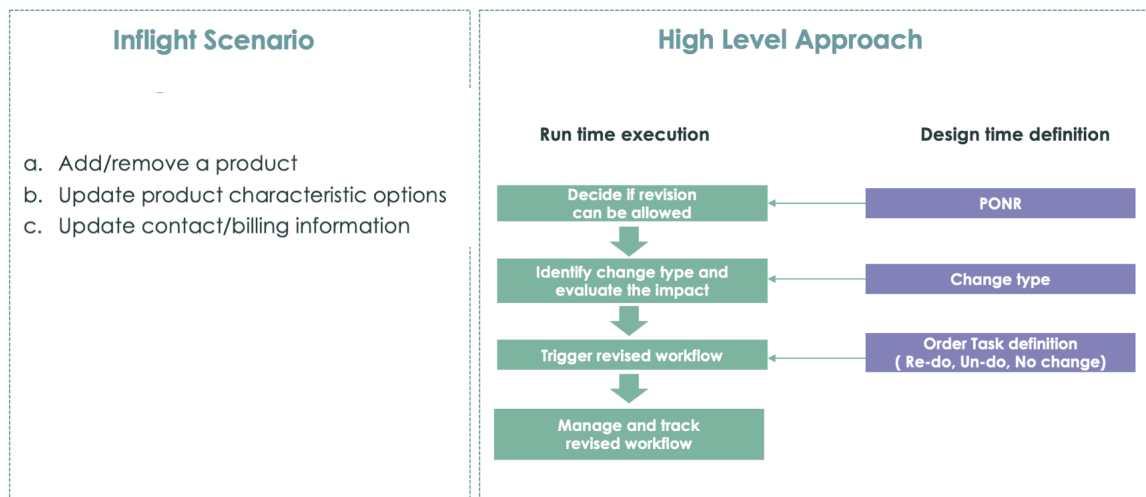 Inflight Scenario
a. Add/remove a product
b. Update product characteristic options
c. Update contact/billing information
High Level Approach
Run time execution
Design time definition
Decide if revision
can be allowed
PONR
Identify change type and
evaluate the impact
Change type
Trigger revised workflow
Order Task definition
( Re-do, Un-do, No change)
Manage and track
revised workflow